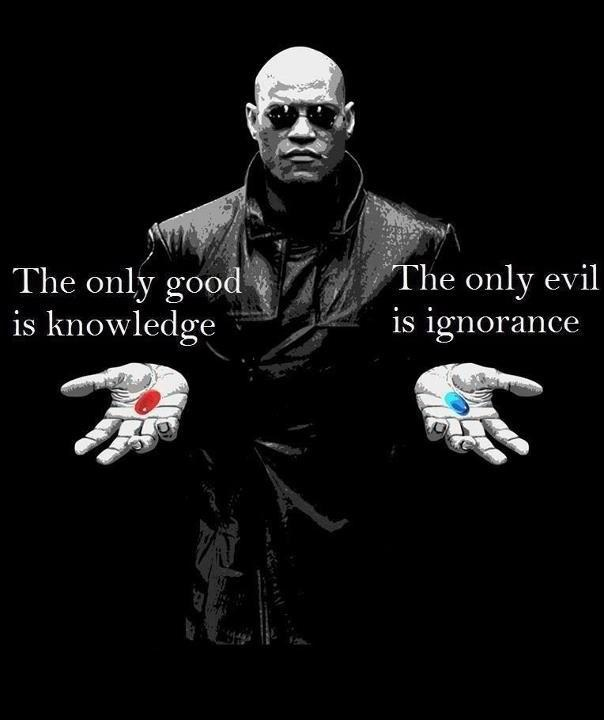 The only good
is knowledge
The only evil
is ignorance